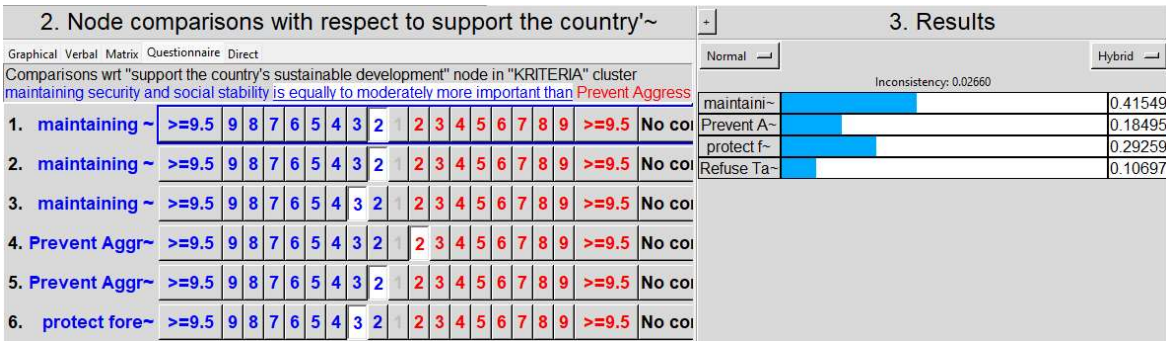 2. Node comparisons with respect to support the country'~
Graphical Verbal Matrix Questionnaire Direct
Comparisons wrt "support the country's sustainable development" node in "KRITERIA" cluster
maintaining security and social stability is equally to moderately more important than Prevent Aggress
1. maintaining ~ >=9.5 9 8 7 6 5 4 3 2 1 2 3 4 5 6 7 8 9 >=9.5 No co
2. maintaining ~ >=9.5 9 8 7 6 5 4 3 2 1 2 3 4 5 6 7 8 9 >=9.5 No co
3. maintaining ~ >=9.5 9 8 7 6 5 4 3 2 1 2 3 4 5 6 7 8 9 >=9.5 No co
4. Prevent Aggr~ >=9.5 9 8 7 6 5 4 3 2 1 2 3 4 5 6 7 8 9 >=9.5 No co
5. Prevent Aggr~ >=9.5 9 8 7 6 5 4 3 2 1 2 3 4 5 6 7 8 9 >=9.5 No co
6. protect fore~ >=9.5 9 8 7 6 5 4 3 2 1 2 3 4 5 6 7 8 9 >=9.5 No co
+ 3. Results
Normal Hybrid
Inconsistency: 0.02660
maintaini~ 0.41549
Prevent A~ 0.18495
protect f~ 0.29259
Refuse Ta~ 0.10697